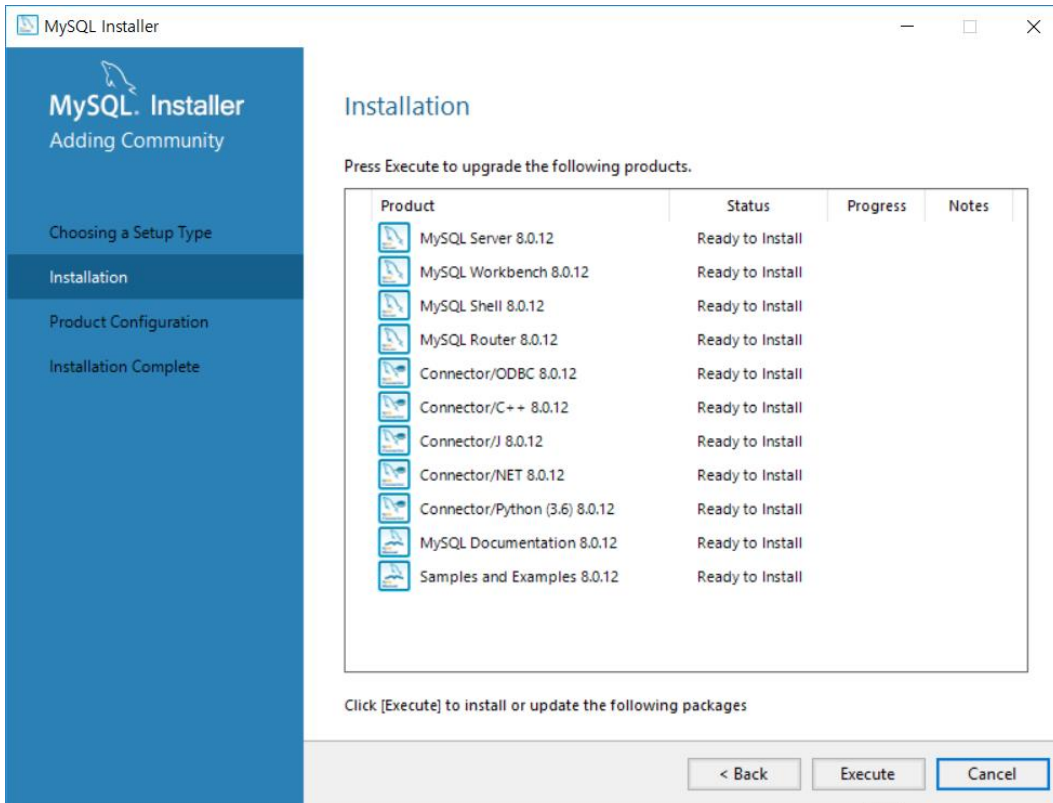 MySQL Installer
MySQL. Installer
Adding Community
Choosing a Setup Type
Installation
Product Configuration
Installation Complete
Installation
Press Execute to upgrade the following products.
Product Status Progress Notes
MySQL Server 8.0.12 Ready to Install
MySQL Workbench 8.0.12 Ready to Install
MySQL Shell 8.0.12 Ready to Install
MySQL Router 8.0.12 Ready to Install
Connector/ODBC 8.0.12 Ready to Install
Connector/C++ 8.0.12 Ready to Install
Connector/J 8.0.12 Ready to Install
Connector/NET 8.0.12 Ready to Install
Connector/Python (3.6) 8.0.12 Ready to Install
MySQL Documentation 8.0.12 Ready to Install
Samples and Examples 8.0.12 Ready to Install
Click [Execute] to install or update the following packages
< Back Execute Cancel